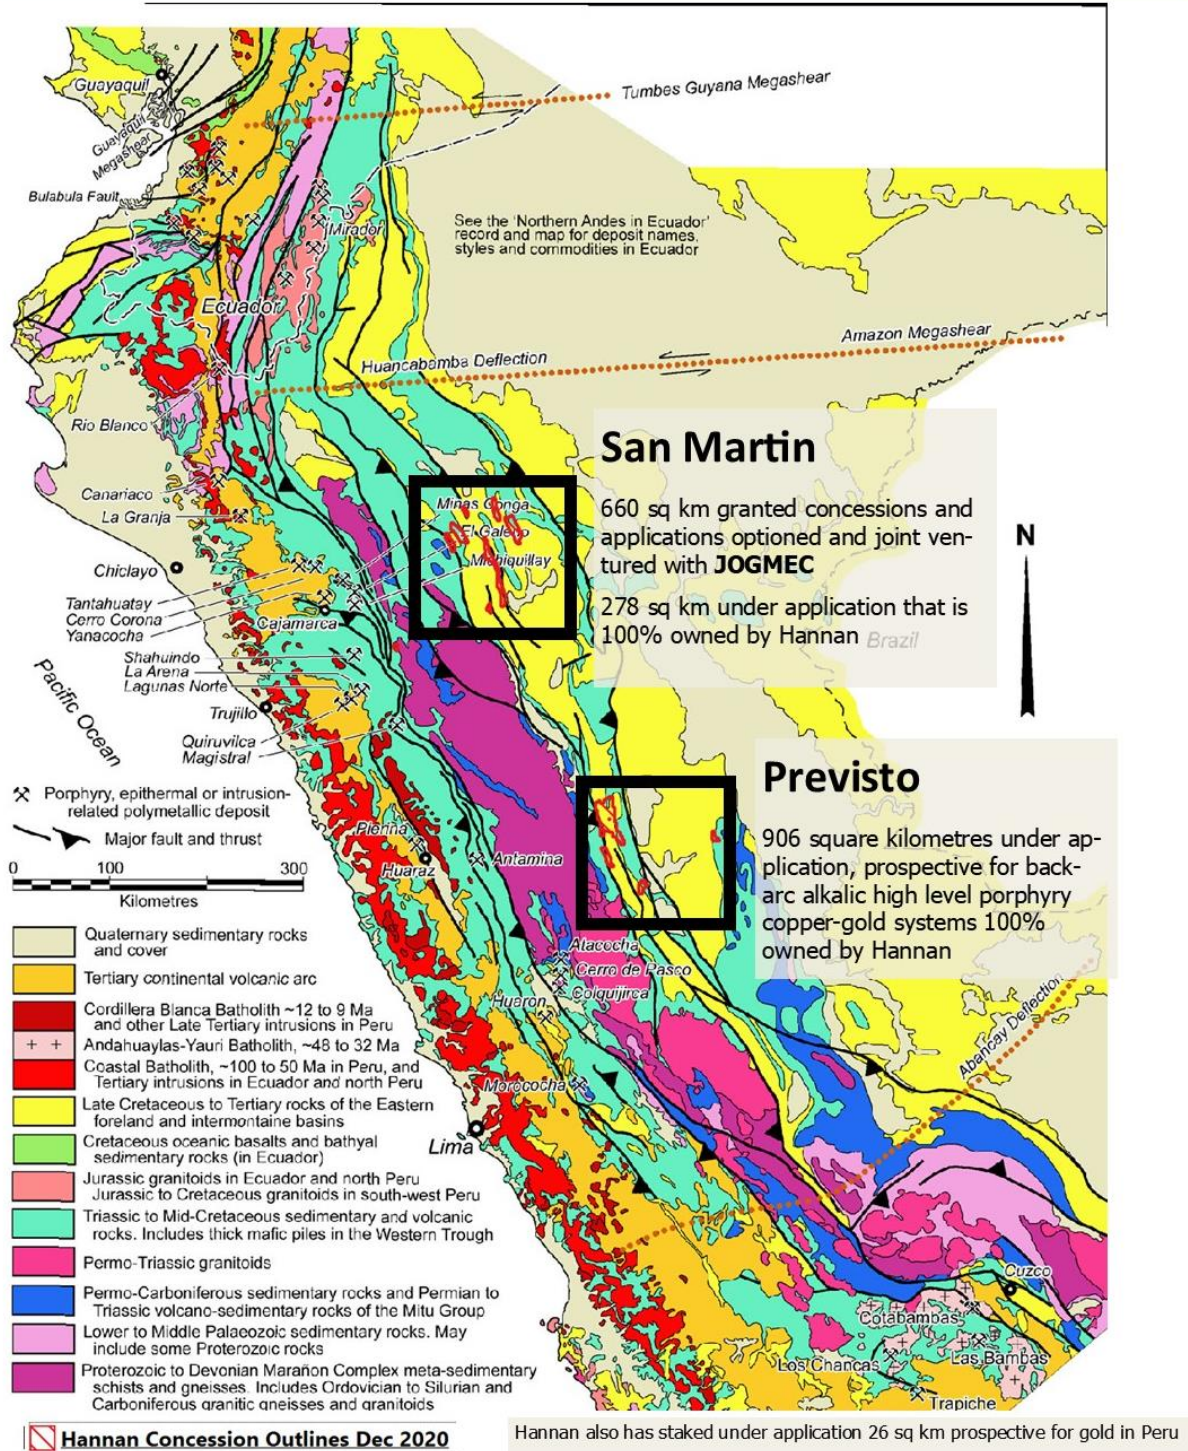 Guayaquil
Tumbes Guyana Megashear
Guayaquil
Megashear
Bulabula Fault
Mirador
See the 'Northern Andes in Ecuador'
record and map for deposit names,
styles and commodities in Ecuador
Ecuador
Amazon Megashear
Huancabamba Deflection
Rio Blanco
San Martin
660 sq km granted concessions and
applications optioned and joint ven-
tured with JOGMEC
278 sq km under application that is
100% owned by Hannan
Brazil
N
Canariaco
La Granja
Minas Conga
El Galeno
Michiquillay
Chiclayo
Tantahuatay
Cerro Corona
Yanacocha
Cajamarca
Shahuindo
La Arena
Lagunas Norte
Pacific Ocean
Trujillo
Quiruvilca
Magistral
Previsto
906 square kilometres under ap-
plication, prospective for back-
arc alkalic high level porphyry
copper-gold systems 100%
owned by Hannan
Porphyry, epithermal or intrusion-
related polymetallic deposit
Major fault and thrust
0 100 300
Kilometres
Pierina
Huaraz
Antamina
Atacocha
Cerro de Pasco
Colquijirca
Huaron
Abancay Deflection
Morococha
Lima
Quaternary sedimentary rocks
and cover
Tertiary continental volcanic arc
Cordillera Blanca Batholith ~12 to 9 Ma
and other Late Tertiary intrusions in Peru
Andahuaylas-Yauri Batholith, ~48 to 32 Ma
Coastal Batholith, ~100 to 50 Ma in Peru, and
Tertiary intrusions in Ecuador and north Peru
Late Cretaceous to Tertiary rocks of the Eastern
foreland and intermontaine basins
Cretaceous oceanic basalts and bathyal
sedimentary rocks (in Ecuador)
Jurassic granitoids in Ecuador and north Peru
Jurassic to Cretaceous granitoids in south-west Peru
Triassic to Mid-Cretaceous sedimentary and volcanic
rocks. Includes thick mafic piles in the Western Trough
Permo-Triassic granitoids
Permo-Carboniferous sedimentary rocks and Permian to
Triassic volcano-sedimentary rocks of the Mitu Group
Lower to Middle Palaeozoic sedimentary rocks. May
include some Proterozoic rocks
Proterozoic to Devonian Marañon Complex meta-sedimentary
schists and gneisses. Includes Ordovician to Silurian and
Carboniferous granitic gneisses and granitoids
Cuzco
Cotabambas
Los Chancas
Las Bambas
Trapiche
Hannan Concession Outlines Dec 2020
Hannan also has staked under application 26 sq km prospective for gold in Peru